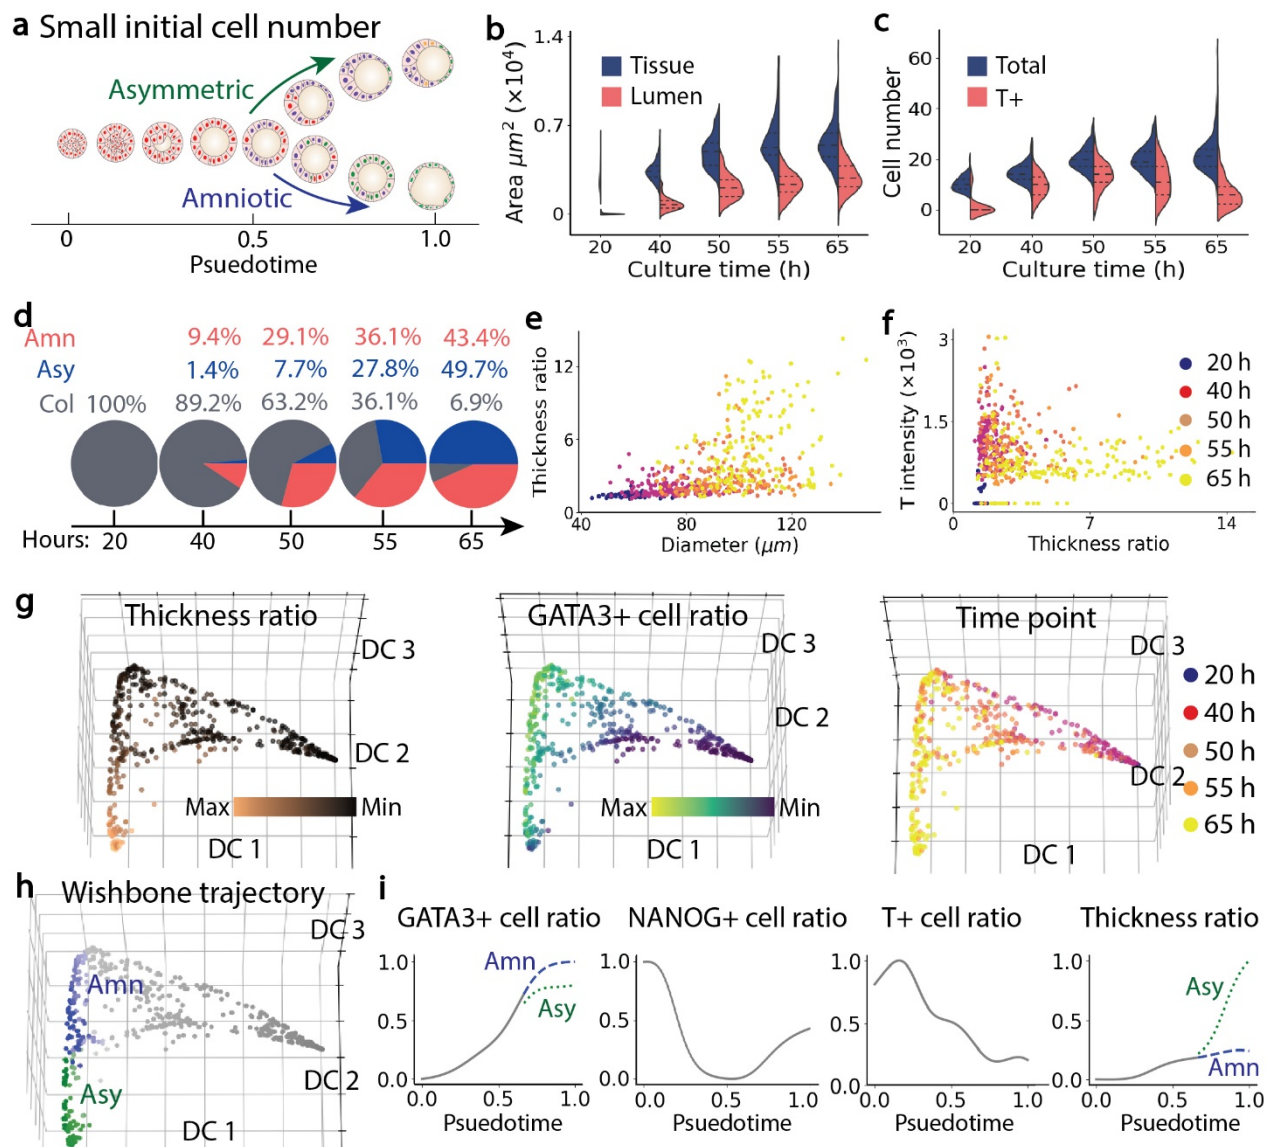 a Small initial cell number
Asymmetric
Amniotic
0 0.5 1.0
Psuedotime
b
Area µm² (×10⁴)
1.4
0.7
0
Tissue
Lumen
20 40 50 55 65
Culture time (h)
c
Cell number
60
40
20
0
Total
T+
20 40 50 55 65
Culture time (h)
d
Amn 9.4% 29.1% 36.1% 43.4%
Asy 1.4% 7.7% 27.8% 49.7%
Col 100% 89.2% 63.2% 36.1% 6.9%
Hours: 20 40 50 55 65
e
Thickness ratio
12
6
0
40 80 120
Diameter (µm)
f
T intensity (×10³)
3
1.5
0
0 7 14
Thickness ratio
20 h
40 h
50 h
55 h
65 h
g
Thickness ratio
DC 3
DC 2
Max Min
DC 1
GATA3+ cell ratio
DC 3
DC 2
Max Min
DC 1
Time point
DC 3
DC 2
DC 1
20 h
40 h
50 h
55 h
65 h
h Wishbone trajectory
DC 3
Amn
DC 2
Asy
DC 1
i
GATA3+ cell ratio
1.0
0.5
0.0
Amn
Asy
0.0 0.5 1.0
Psuedotime
NANOG+ cell ratio
1.0
0.5
0.0
0.0 0.5 1.0
Psuedotime
T+ cell ratio
1.0
0.5
0.0
0.0 0.5 1.0
Psuedotime
Thickness ratio
1.0
0.5
0.0
Asy
Amn
0.0 0.5 1.0
Psuedotime